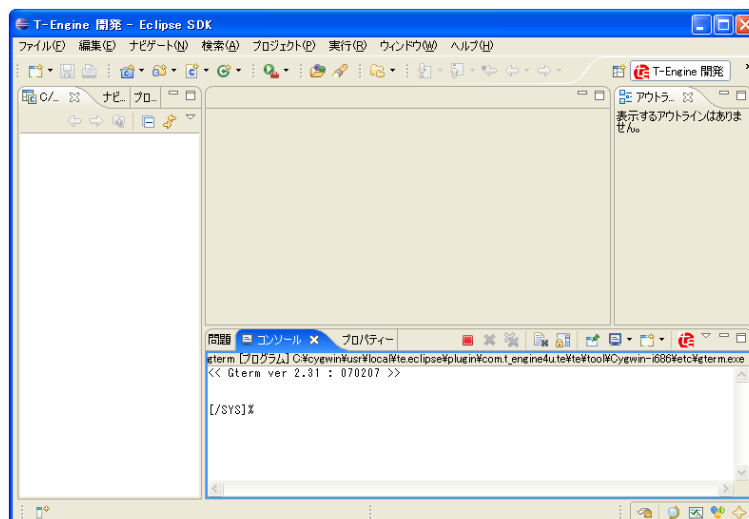 T-Engine 開発 - Eclipse SDK
ファイル(F) 編集(E) ナビゲート(N) 検索(A) プロジェクト(P) 実行(R) ウィンドウ(W) ヘルプ(H)
T-Engine 開発
C/... ナビ... プロ...
アウトラ...
表示するアウトラインはありま
せん。
問題 コンソール プロパティー
gterm [プログラム] C:¥cygwin¥usr¥local¥te.eclipse¥plugin¥com.t_engine4u.te¥te¥tool¥Cygwin-i686¥etc¥gterm.exe
<< Gterm ver 2.31 : 070207 >>
[/SYS]%